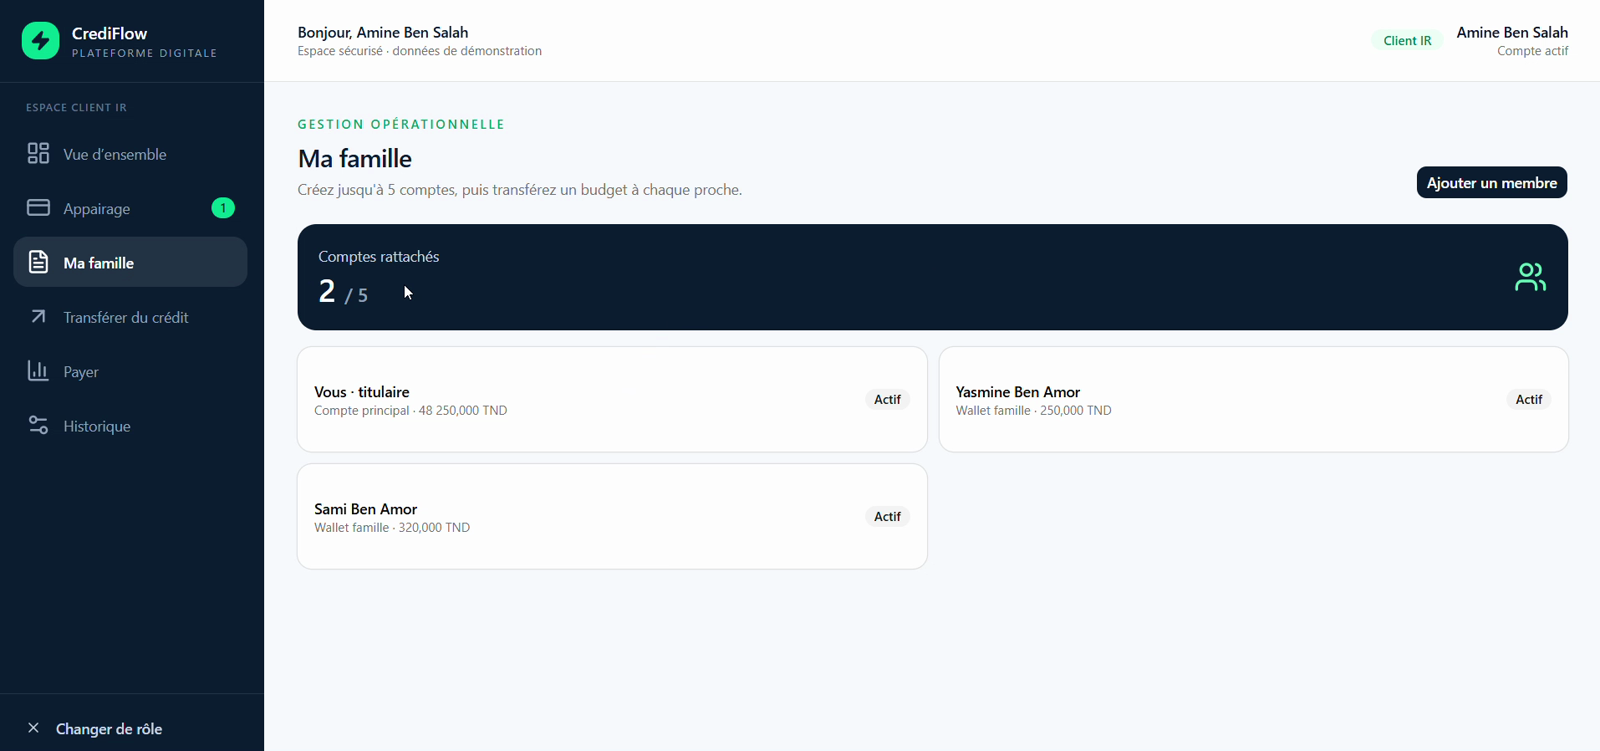 CrediFlow
PLATEFORME DIGITALE
ESPACE CLIENT IR
Vue d'ensemble
Appairage
1
Ma famille
Transférer du crédit
Payer
Historique
Changer de rôle
Bonjour, Amine Ben Salah
Espace sécurisé · données de démonstration
Client IR
Amine Ben Salah
Compte actif
GESTION OPÉRATIONNELLE
Ma famille
Créez jusqu'à 5 comptes, puis transférez un budget à chaque proche.
Ajouter un membre
Comptes rattachés
2 / 5
Vous · titulaire
Compte principal · 48 250,000 TND
Actif
Yasmine Ben Amor
Wallet famille · 250,000 TND
Actif
Sami Ben Amor
Wallet famille · 320,000 TND
Actif